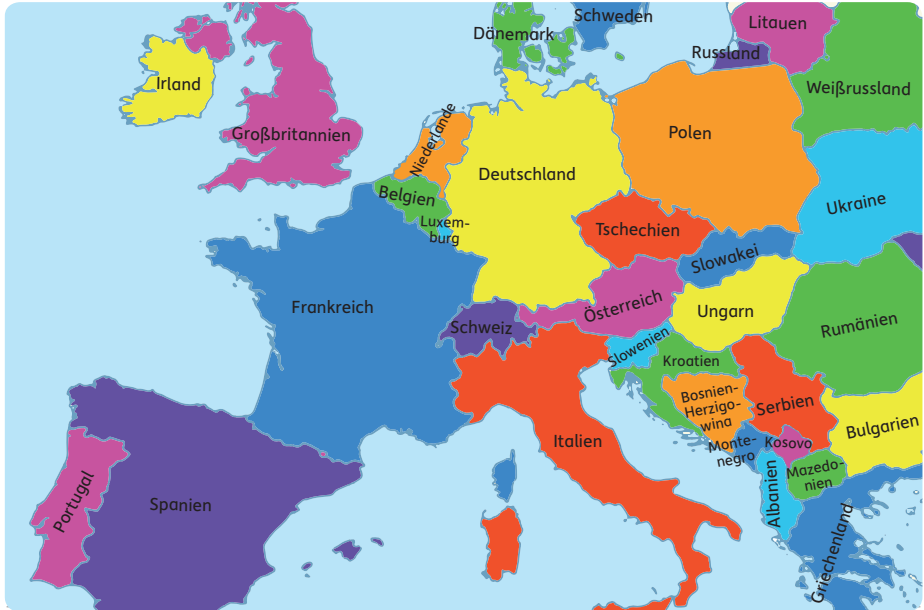 Schweden
Dänemark
Litauen
Russland
Irland
Weißrussland
Großbritannien
Polen
Niederlande
Deutschland
Belgien
Ukraine
Luxem-
burg
Tschechien
Slowakei
Frankreich
Österreich
Ungarn
Schweiz
Rumänien
Slowenien
Kroatien
Bosnien-
Herzigo-
wina
Serbien
Bulgarien
Italien
Monte-
negro
Kosovo
Mazedo-
nien
Albanien
Portugal
Spanien
Griechenland